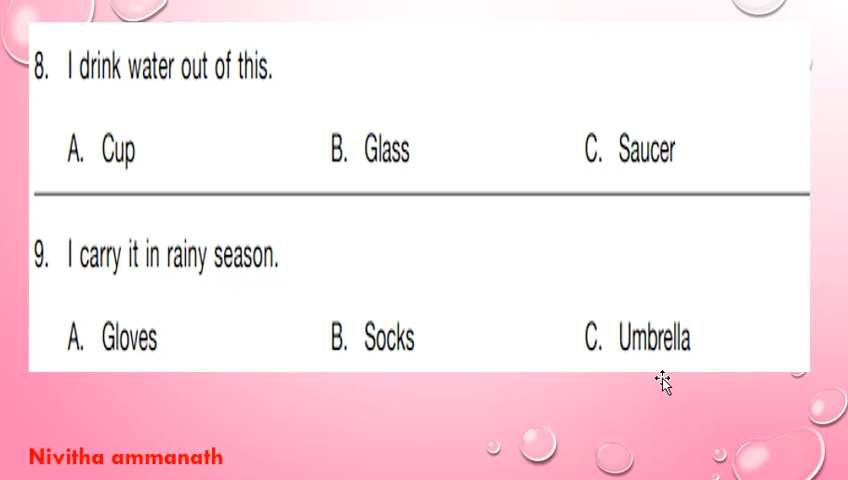 8. I drink water out of this.
A. Cup B. Glass C. Saucer
9. I carry it in rainy season.
A. Gloves B. Socks C. Umbrella
Nivitha ammanath